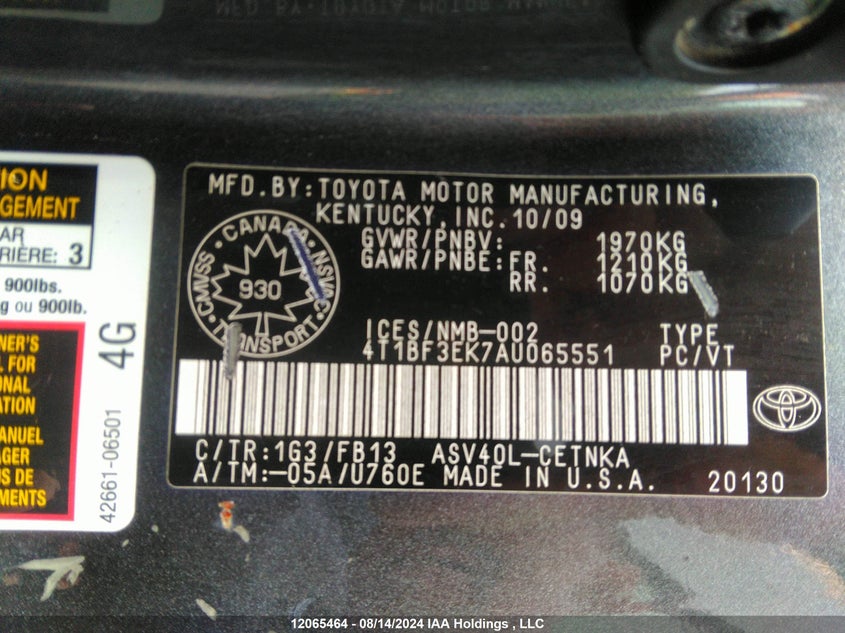 ION
GEMENT
AR
RRIÈRE: 3
900lbs.
g ou 900lb.
NER'S
L FOR
ONAL
ATION
ANUEL
AGER
US DE
EMENTS
4G
42661-06501
MFD.BY:TOYOTA MOTOR MANUFACTURING,
KENTUCKY,INC.10/09
GVWR/PNBV: 1970KG
GAWR/PNBE:FR. 1210KG
RR. 1070KG
CANADA
CMVSS NSVAC
930
TRANSPORT
ICES/NMB-002 TYPE
4T1BF3EK7AU065551 PC/VT
C/TR:1G3/FB13 ASV40L-CETNKA
A/TM:-05A/U760E MADE IN U.S.A. 20130
12065464 - 08/14/2024 IAA Holdings , LLC